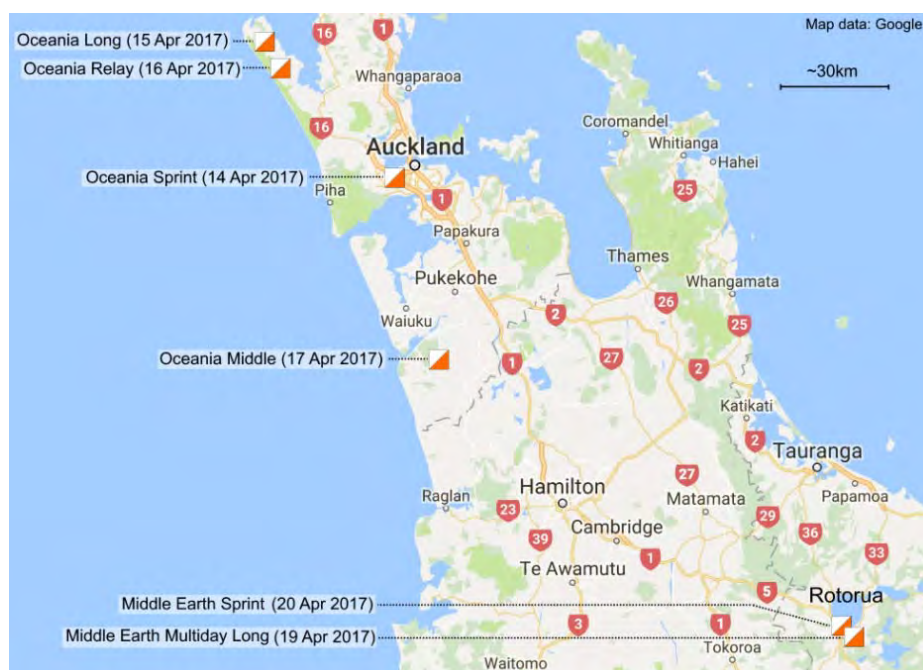 Map data: Google
Oceania Long (15 Apr 2017)
16
1
Oceania Relay (16 Apr 2017)
Whangaparaoa
~30km
16
Coromandel
Auckland
Whitianga
Hahei
Oceania Sprint (14 Apr 2017)
Piha
1
25
Papakura
Thames
Pukekohe
Whangamata
Waiuku
26
2
25
Oceania Middle (17 Apr 2017)
1
27
2
Katikati
2
Tauranga
27
Papamoa
Hamilton
Raglan
23
Matamata
29
Cambridge
36
39
33
1
Te Awamutu
5
Rotorua
Middle Earth Sprint (20 Apr 2017)
3
1
Middle Earth Multiday Long (19 Apr 2017)
Tokoroa
Waitomo